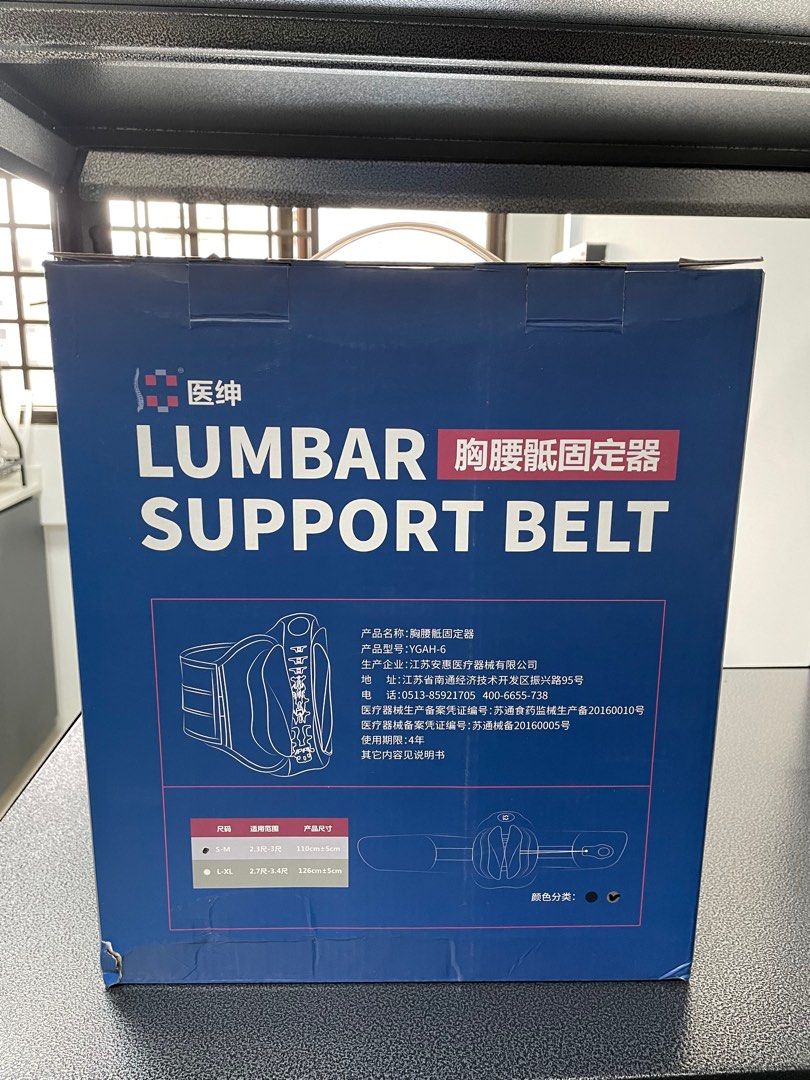 医绅
LUMBAR 胸腰骶固定器
SUPPORT BELT
产品名称:胸腰骶固定器
产品型号:YGAH-6
生产企业:江苏安惠医疗器械有限公司
地 址:江苏省南通经济技术开发区振兴路95号
电 话:0513-85921705 400-6655-738
医疗器械生产备案凭证编号:苏通食药监械生产备20160010号
医疗器械备案凭证编号:苏通械备20160005号
使用期限:4年
其它内容见说明书
尺码 适用范围 产品尺寸
S-M 2.3尺-3尺 110cm±5cm
L-XL 2.7尺-3.4尺 126cm±5cm
颜色分类: